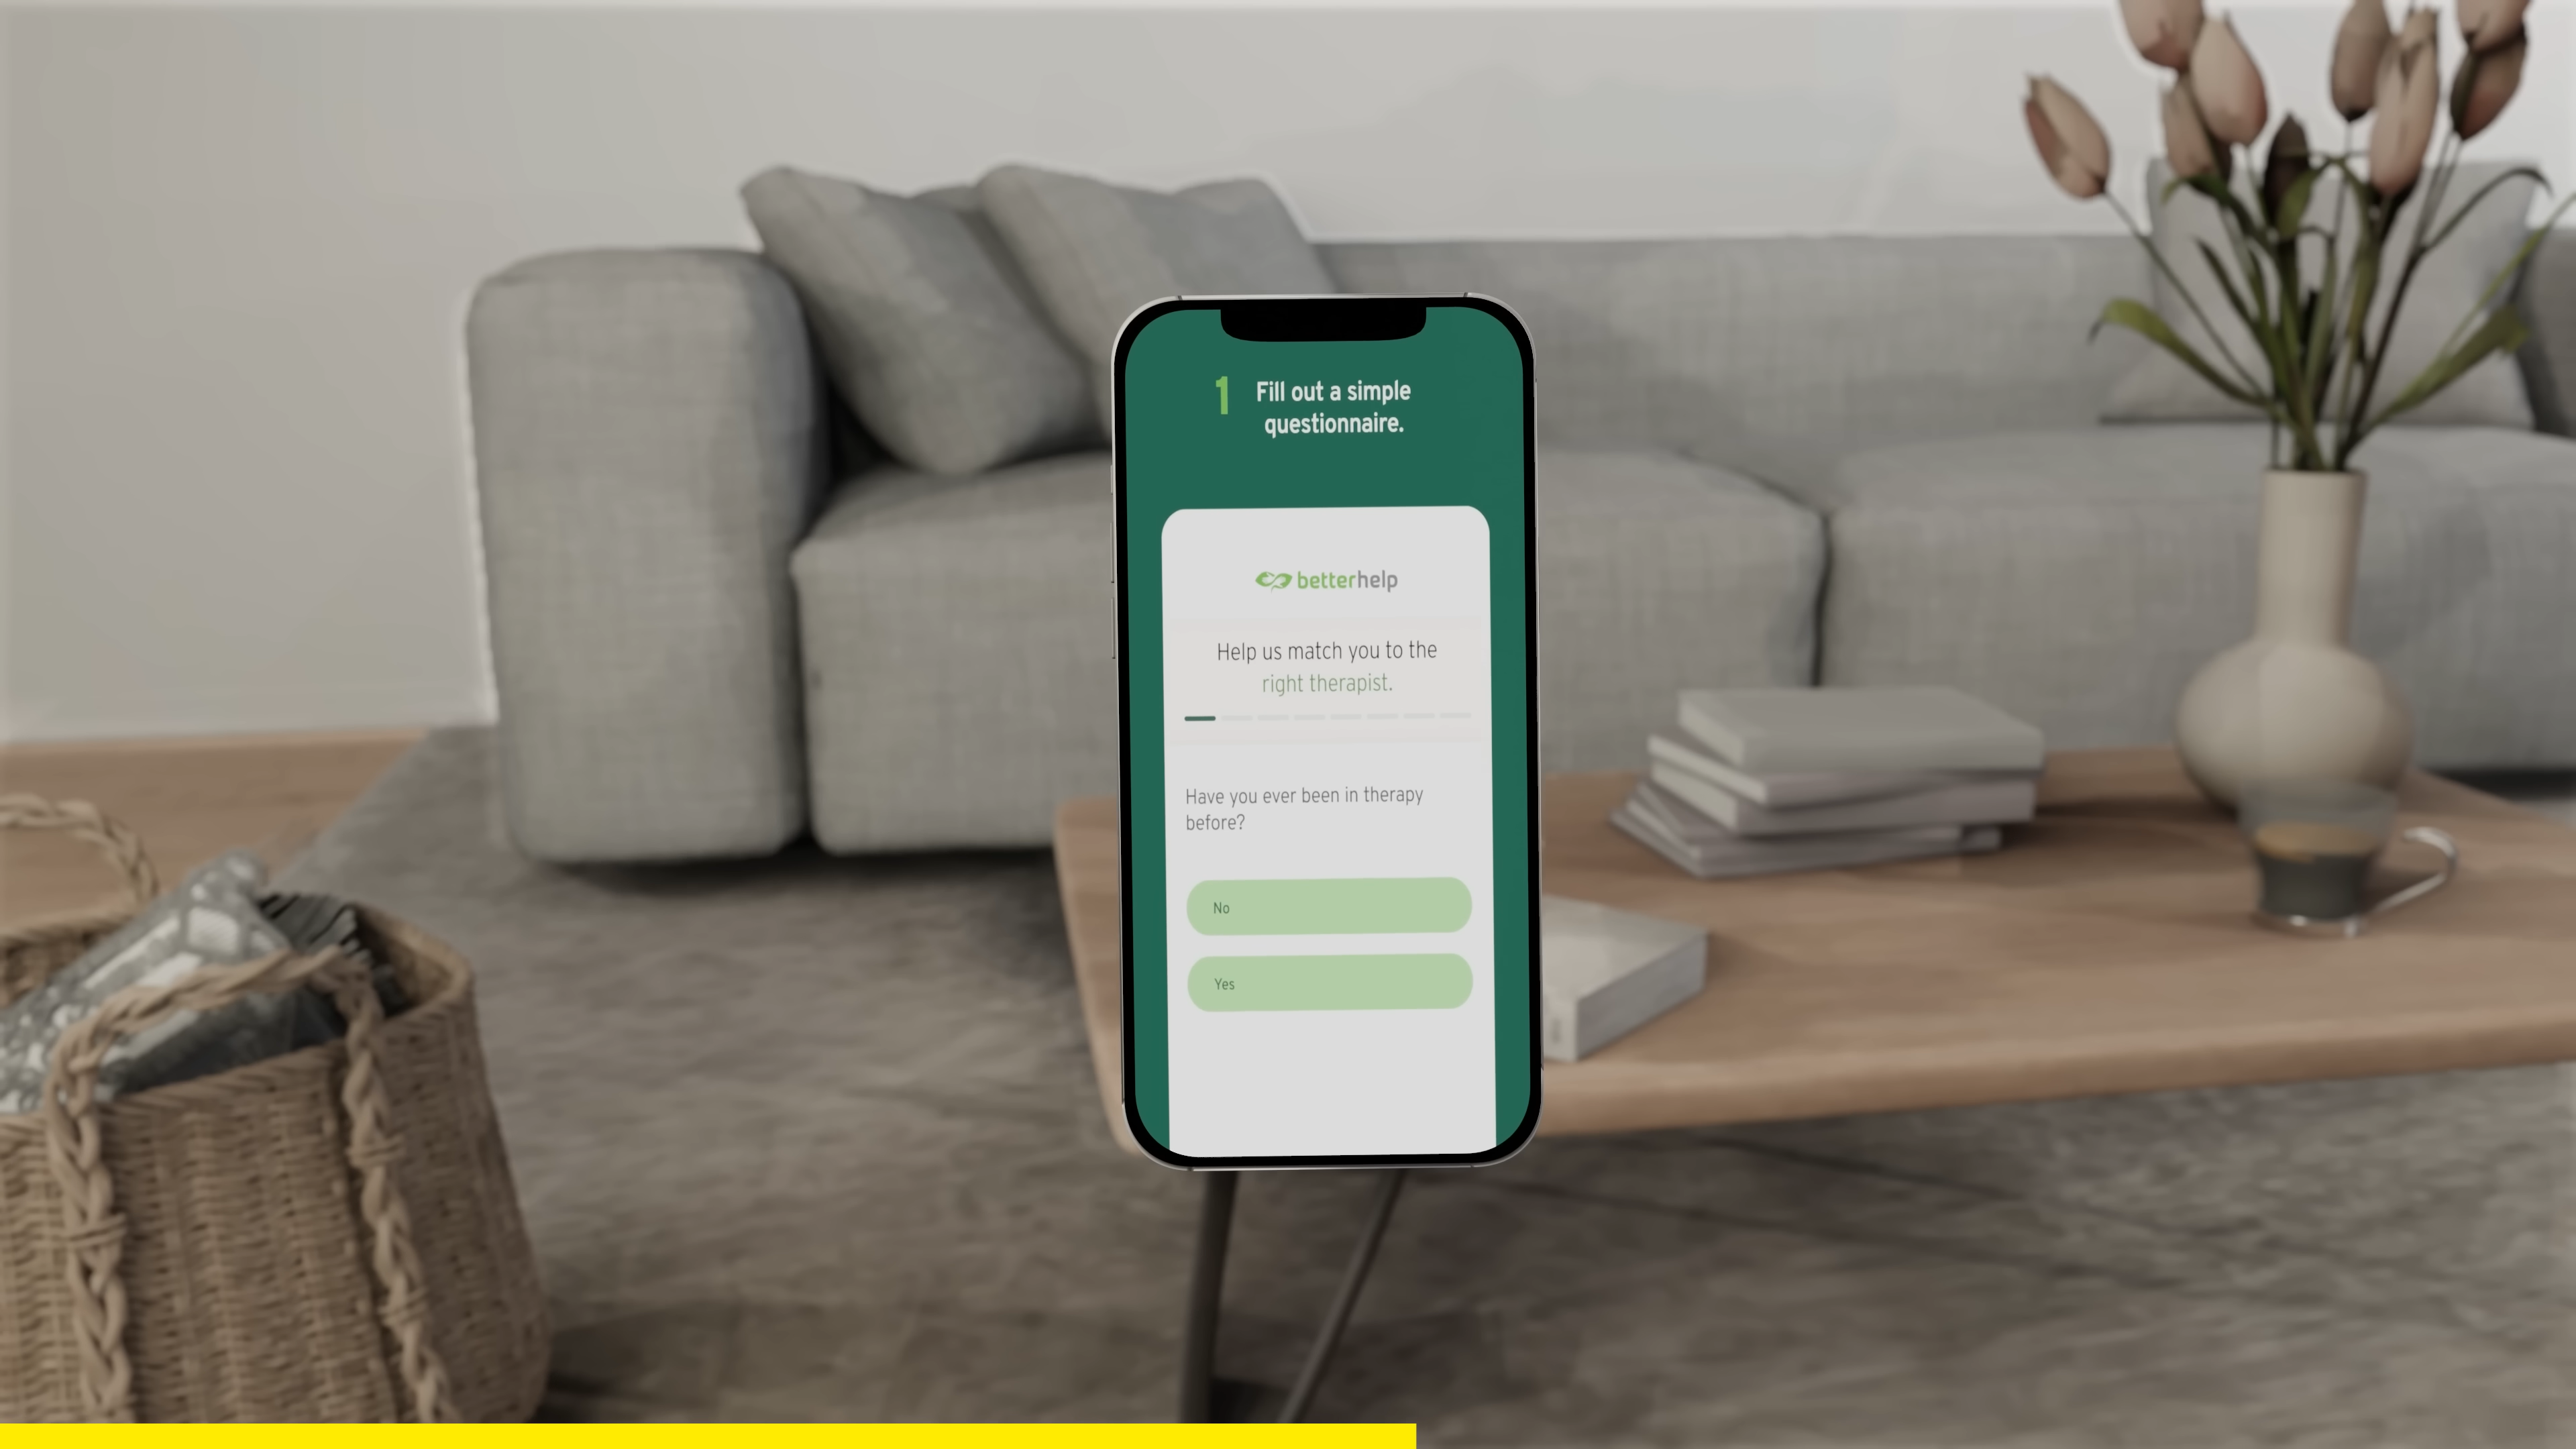 1 Fill out a simple
questionnaire.
betterhelp
Help us match you to the
right therapist.
Have you ever been in therapy
before?
No
Yes